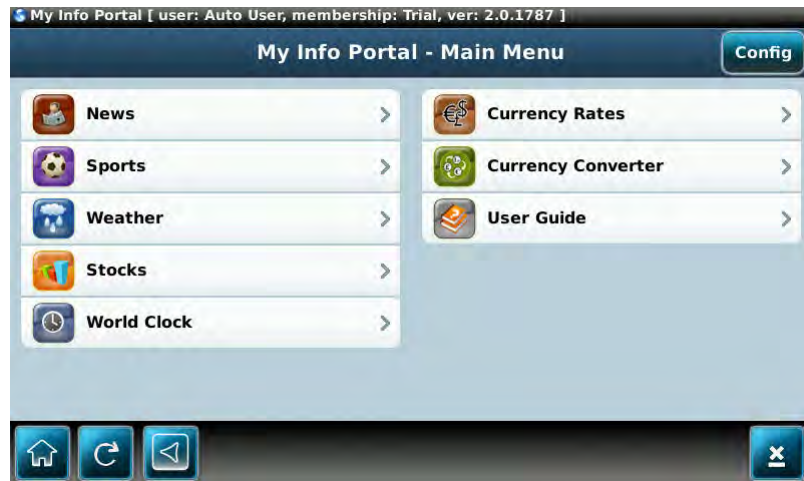 My Info Portal [ user: Auto User, membership: Trial, ver: 2.0.1787 ]
My Info Portal - Main Menu
Config
News
Sports
Weather
Stocks
World Clock
Currency Rates
Currency Converter
User Guide